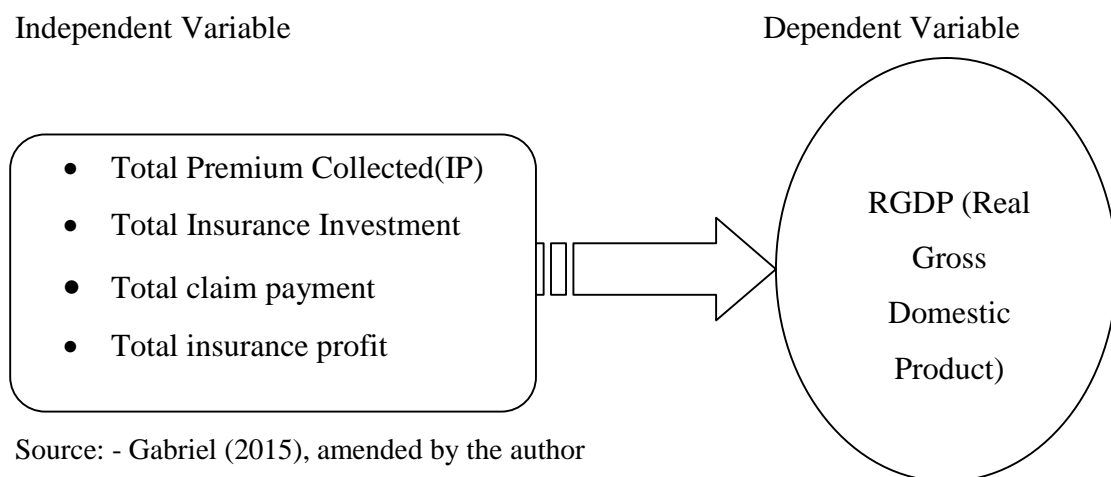 Independent Variable
Dependent Variable
• Total Premium Collected(IP)
• Total Insurance Investment
• Total claim payment
• Total insurance profit
RGDP (Real
Gross
Domestic
Product)
Source: - Gabriel (2015), amended by the author